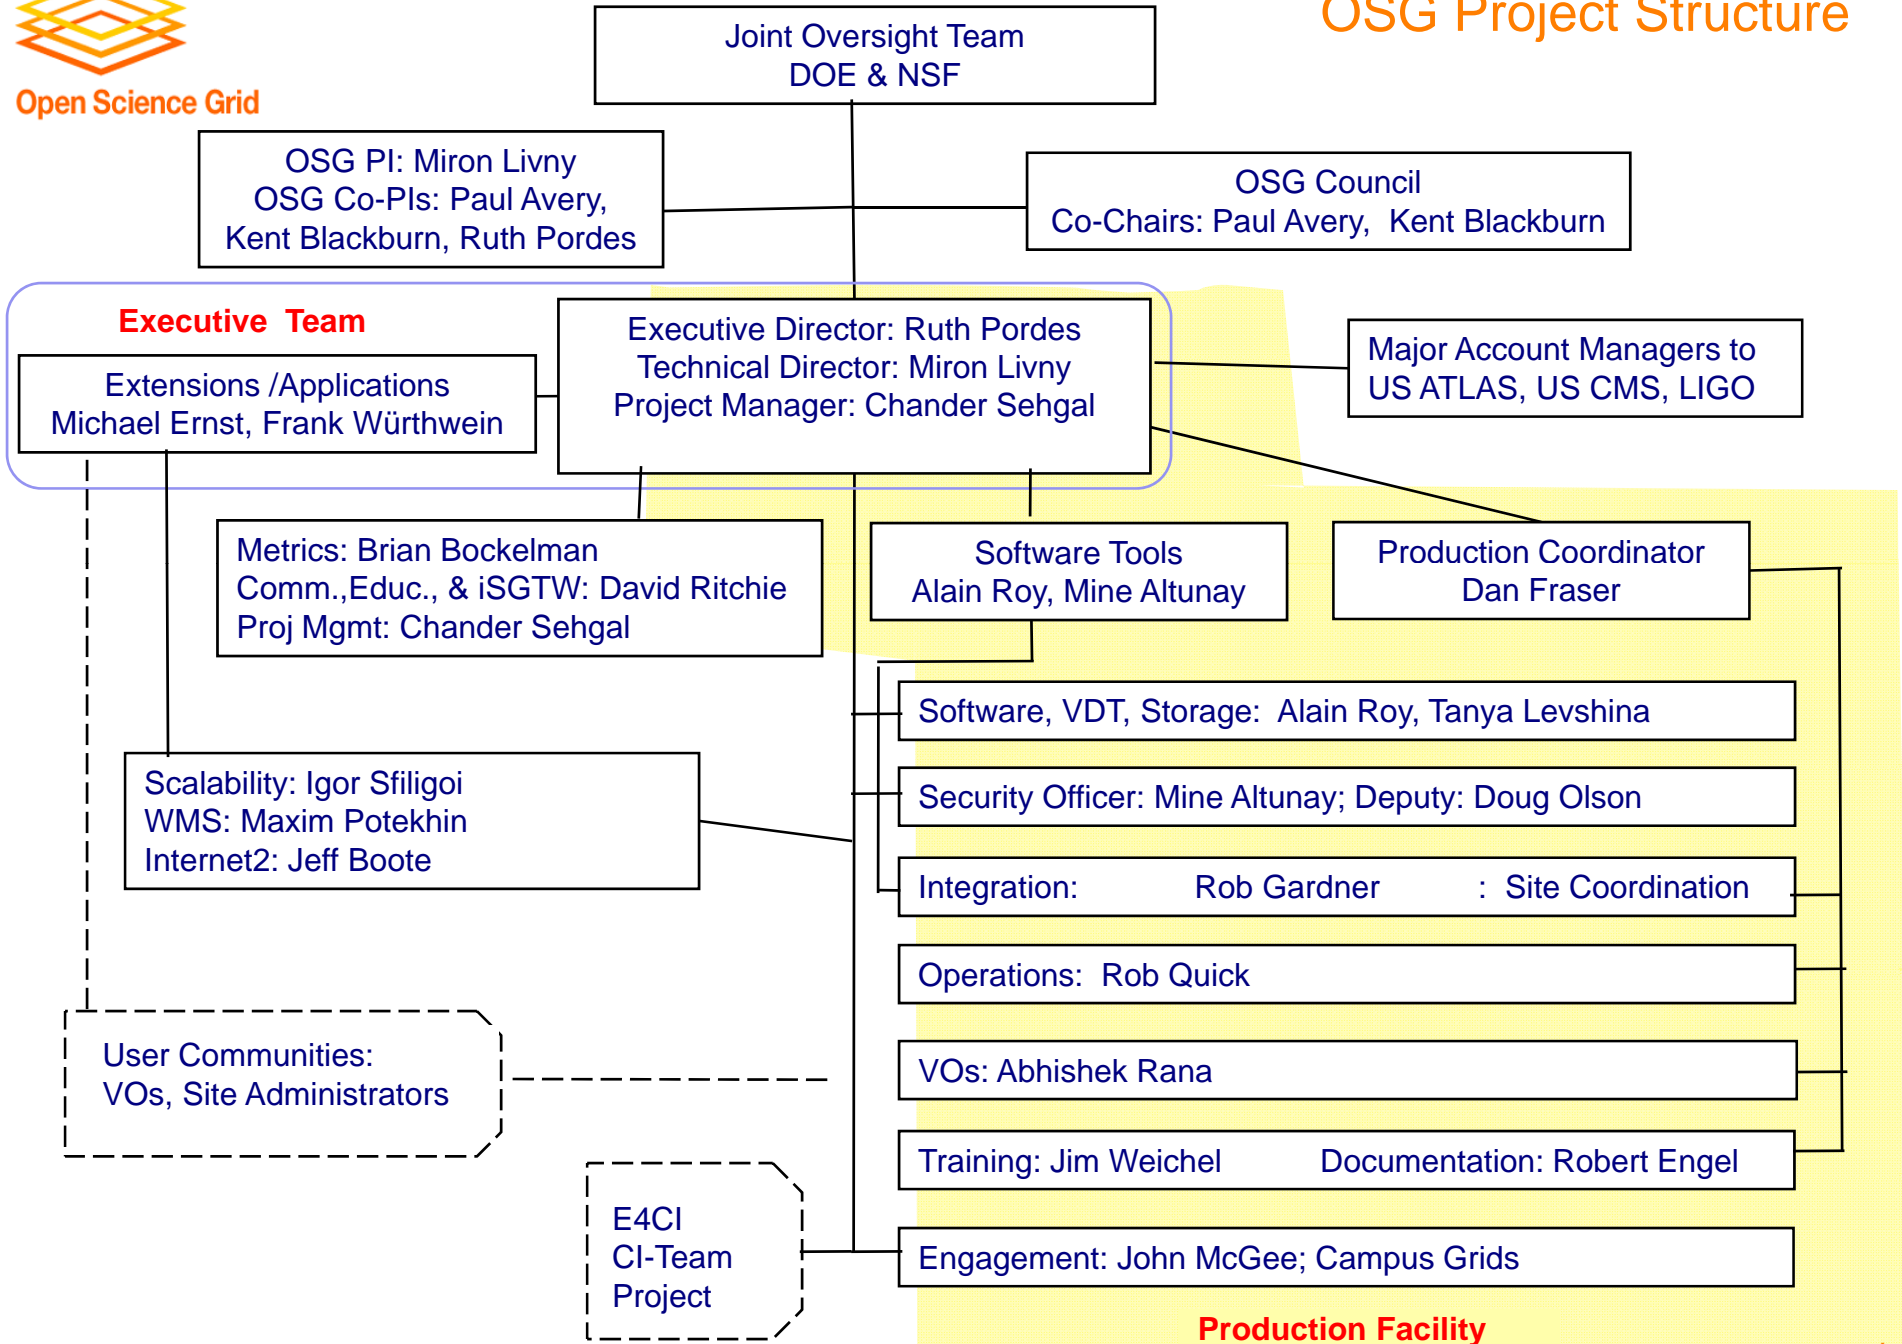 OSG Project Structure
Open Science Grid
Joint Oversight Team
DOE & NSF
OSG PI: Miron Livny
OSG Co-PIs: Paul Avery,
Kent Blackburn, Ruth Pordes
OSG Council
Co-Chairs: Paul Avery, Kent Blackburn
Executive Team
Executive Director: Ruth Pordes
Technical Director: Miron Livny
Project Manager: Chander Sehgal
Extensions /Applications
Michael Ernst, Frank Würthwein
Major Account Managers to
US ATLAS, US CMS, LIGO
Metrics: Brian Bockelman
Comm.,Educ., & iSGTW: David Ritchie
Proj Mgmt: Chander Sehgal
Software Tools
Alain Roy, Mine Altunay
Production Coordinator
Dan Fraser
Software, VDT, Storage: Alain Roy, Tanya Levshina
Scalability: Igor Sfiligoi
WMS: Maxim Potekhin
Internet2: Jeff Boote
Security Officer: Mine Altunay; Deputy: Doug Olson
Integration: Rob Gardner : Site Coordination
Operations: Rob Quick
User Communities:
VOs, Site Administrators
VOs: Abhishek Rana
Training: Jim Weichel Documentation: Robert Engel
E4CI
CI-Team
Project
Engagement: John McGee; Campus Grids
Production Facility